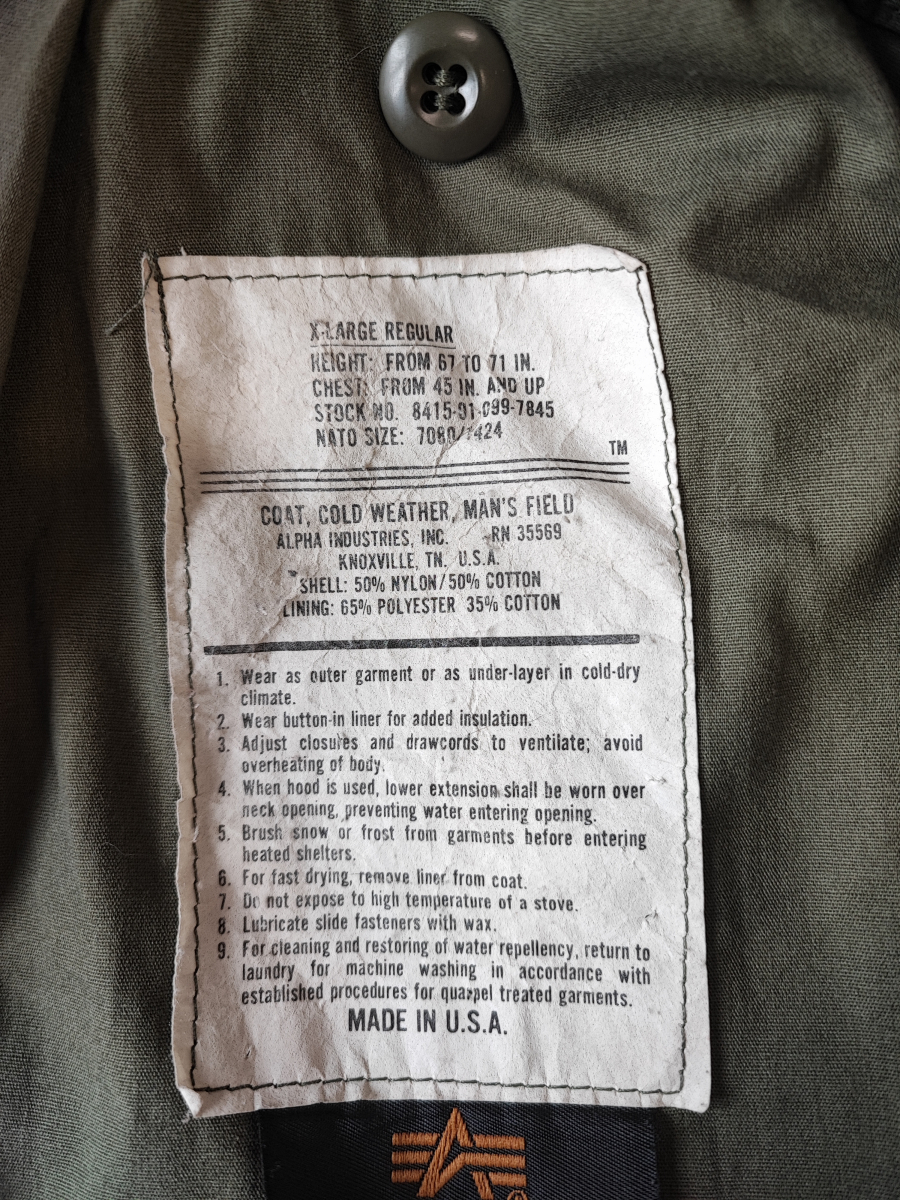 X-LARGE REGULAR
HEIGHT: FROM 67 TO 71 IN.
CHEST: FROM 45 IN. AND UP
STOCK NO. 8415-01-099-7845
NATO SIZE: 7080/1424
TM
COAT, COLD WEATHER, MAN'S FIELD
ALPHA INDUSTRIES, INC. RN 35569
KNOXVILLE, TN. U.S.A.
SHELL: 50% NYLON/50% COTTON
LINING: 65% POLYESTER 35% COTTON
1. Wear as outer garment or as under-layer in cold-dry
climate.
2. Wear button-in liner for added insulation.
3. Adjust closures and drawcords to ventilate; avoid
overheating of body.
4. When hood is used, lower extension shall be worn over
neck opening, preventing water entering opening.
5. Brush snow or frost from garments before entering
heated shelters.
6. For fast drying, remove liner from coat.
7. Do not expose to high temperature of a stove.
8. Lubricate slide fasteners with wax.
9. For cleaning and restoring of water repellency, return to
laundry for machine washing in accordance with
established procedures for quarpel treated garments.
MADE IN U.S.A.
®